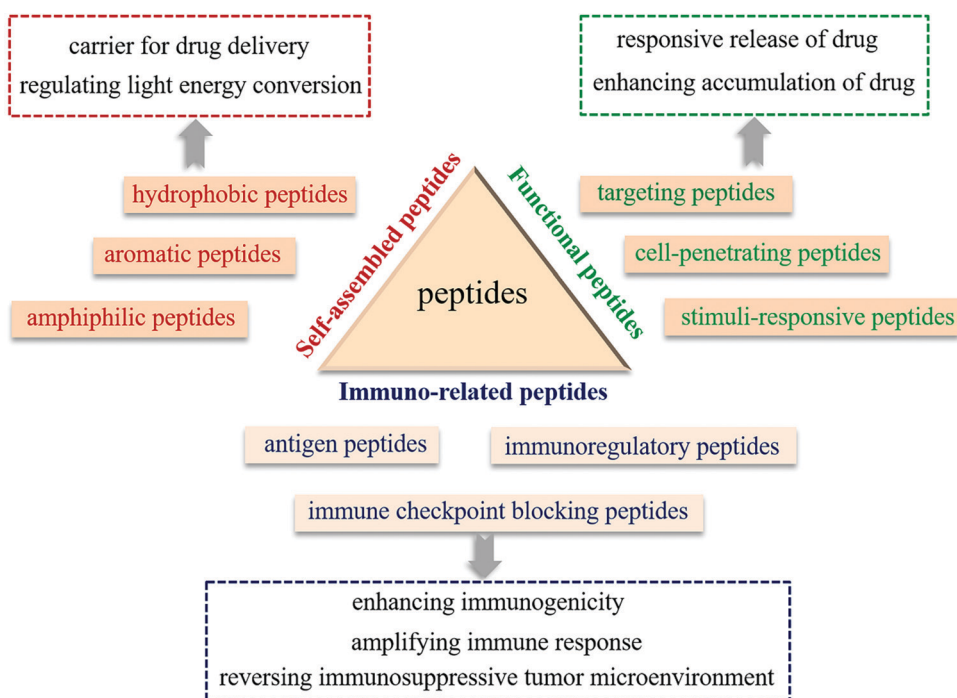 carrier for drug delivery
regulating light energy conversion
responsive release of drug
enhancing accumulation of drug
hydrophobic peptides
aromatic peptides
amphiphilic peptides
Self-assembled peptides
peptides
Functional peptides
targeting peptides
cell-penetrating peptides
stimuli-responsive peptides
Immuno-related peptides
antigen peptides
immunoregulatory peptides
immune checkpoint blocking peptides
enhancing immunogenicity
amplifying immune response
reversing immunosuppressive tumor microenvironment